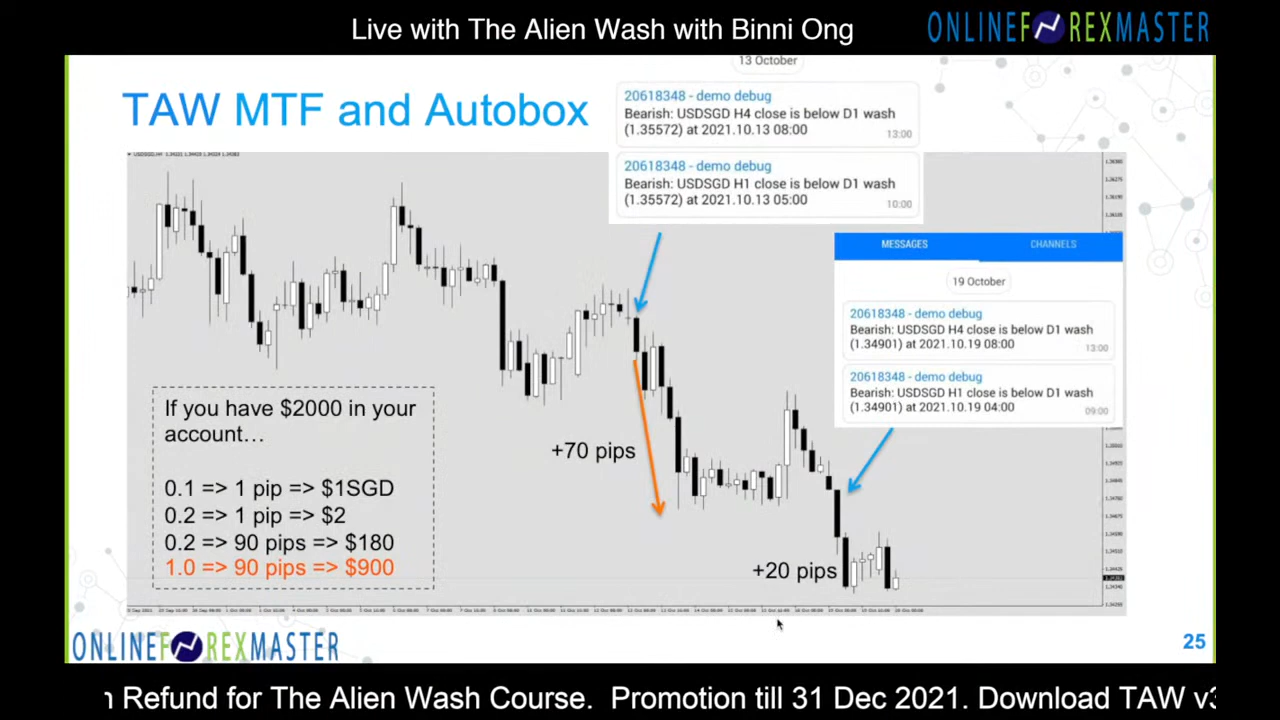 Live with The Alien Wash with Binni Ong
ONLINEFOREXMASTER
TAW MTF and Autobox
13 October
20618348 - demo debug
Bearish: USDSGD H4 close is below D1 wash
(1.35572) at 2021.10.13 08:00
13:00
20618348 - demo debug
Bearish: USDSGD H1 close is below D1 wash
(1.35572) at 2021.10.13 05:00
10:00
MESSAGES
CHANNELS
19 October
20618348 - demo debug
Bearish: USDSGD H4 close is below D1 wash
(1.34901) at 2021.10.19 08:00
13:00
20618348 - demo debug
Bearish: USDSGD H1 close is below D1 wash
(1.34901) at 2021.10.19 04:00
09:00
If you have $2000 in your
account…
0.1 => 1 pip => $1SGD
0.2 => 1 pip => $2
0.2 => 90 pips => $180
1.0 => 90 pips => $900
+70 pips
+20 pips
ONLINEFOREXMASTER
25
n Refund for The Alien Wash Course. Promotion till 31 Dec 2021. Download TAW v3